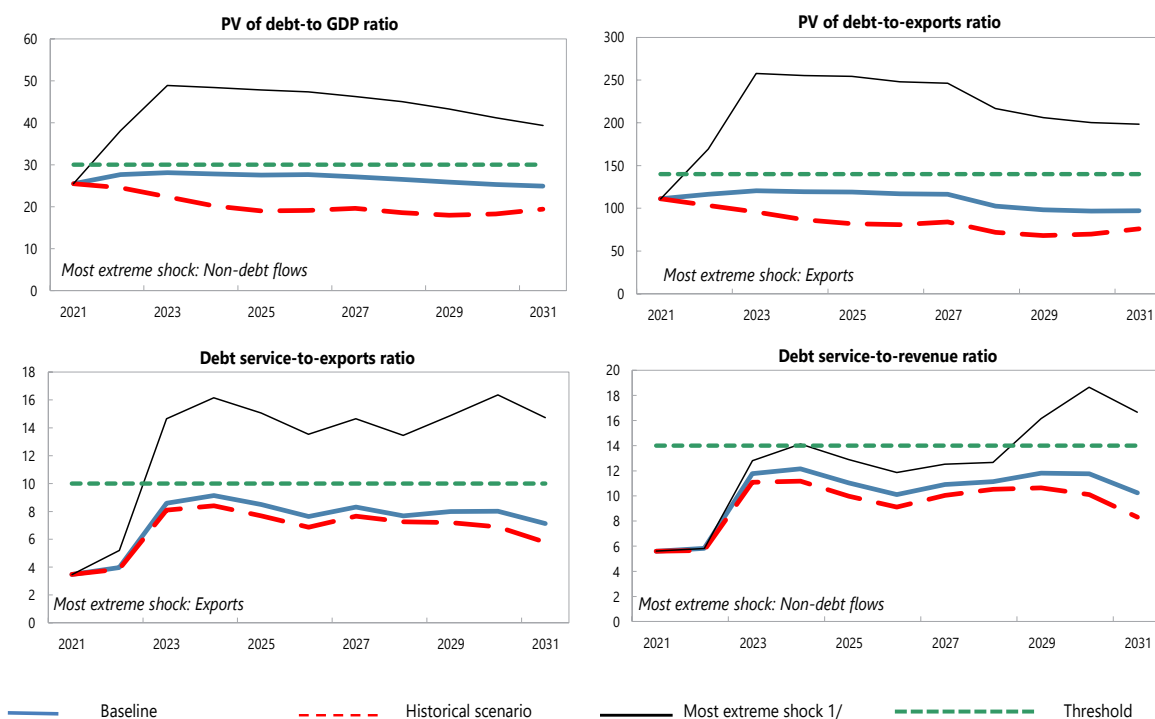 PV of debt-to GDP ratio
60
50
40
30
20
10
0
Most extreme shock: Non-debt flows
2021 2023 2025 2027 2029 2031
PV of debt-to-exports ratio
300
250
200
150
100
50
0
Most extreme shock: Exports
2021 2023 2025 2027 2029 2031
Debt service-to-exports ratio
18
16
14
12
10
8
6
4
2
0
Most extreme shock: Exports
2021 2023 2025 2027 2029 2031
Debt service-to-revenue ratio
20
18
16
14
12
10
8
6
4
2
0
Most extreme shock: Non-debt flows
2021 2023 2025 2027 2029 2031
Baseline Historical scenario Most extreme shock 1/ Threshold